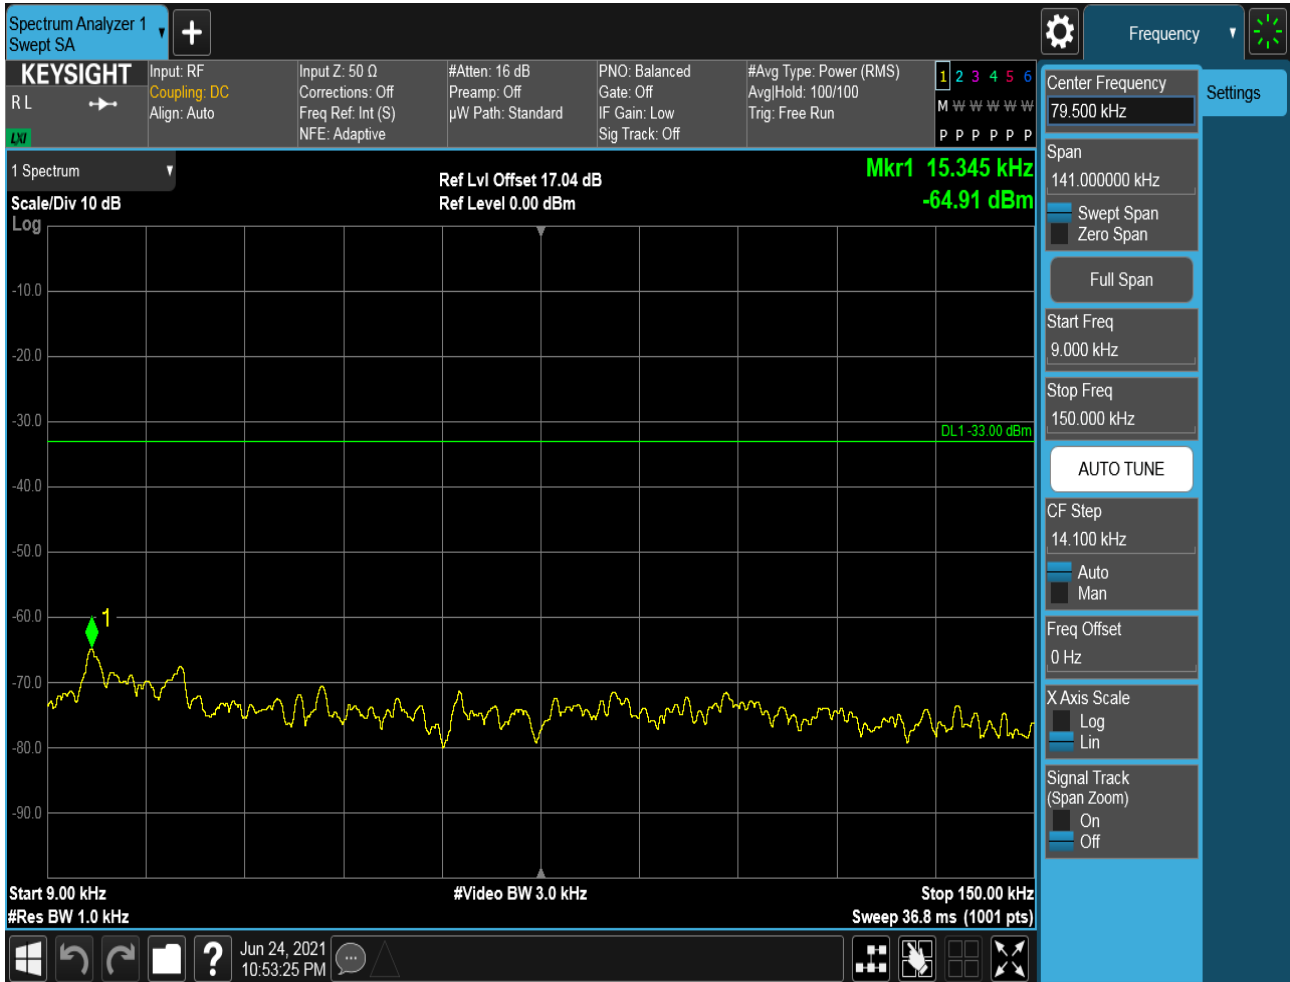 Spectrum Analyzer 1
Swept SA
Frequency
KEYSIGHT
R L
LXI
Input: RF
Coupling: DC
Align: Auto
Input Z: 50 Ω
Corrections: Off
Freq Ref: Int (S)
NFE: Adaptive
#Atten: 16 dB
Preamp: Off
µW Path: Standard
PNO: Balanced
Gate: Off
IF Gain: Low
Sig Track: Off
#Avg Type: Power (RMS)
Avg|Hold: 100/100
Trig: Free Run
1 2 3 4 5 6
M W W W W W
P P P P P P
1 Spectrum
Scale/Div 10 dB
Log
Ref Lvl Offset 17.04 dB
Ref Level 0.00 dBm
Mkr1 15.345 kHz
-64.91 dBm
-10.0
-20.0
-30.0
DL1 -33.00 dBm
-40.0
-50.0
-60.0
1
-70.0
-80.0
-90.0
Start 9.00 kHz
#Res BW 1.0 kHz
#Video BW 3.0 kHz
Stop 150.00 kHz
Sweep 36.8 ms (1001 pts)
Jun 24, 2021
10:53:25 PM
?
Center Frequency
79.500 kHz
Settings
Span
141.000000 kHz
Swept Span
Zero Span
Full Span
Start Freq
9.000 kHz
Stop Freq
150.000 kHz
AUTO TUNE
CF Step
14.100 kHz
Auto
Man
Freq Offset
0 Hz
X Axis Scale
Log
Lin
Signal Track
(Span Zoom)
On
Off